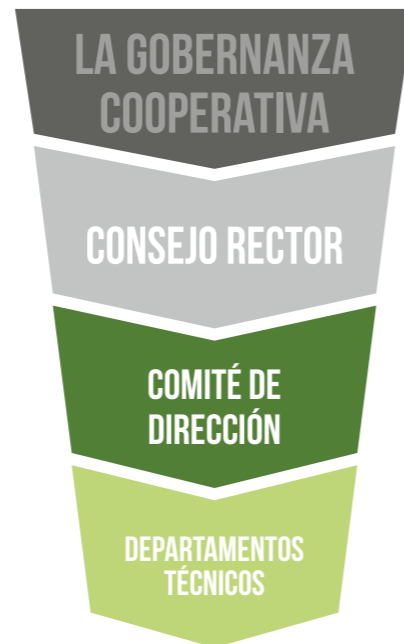 LA GOBERNANZA
COOPERATIVA
CONSEJO RECTOR
COMITÉ DE
DIRECCIÓN
DEPARTAMENTOS
TÉCNICOS